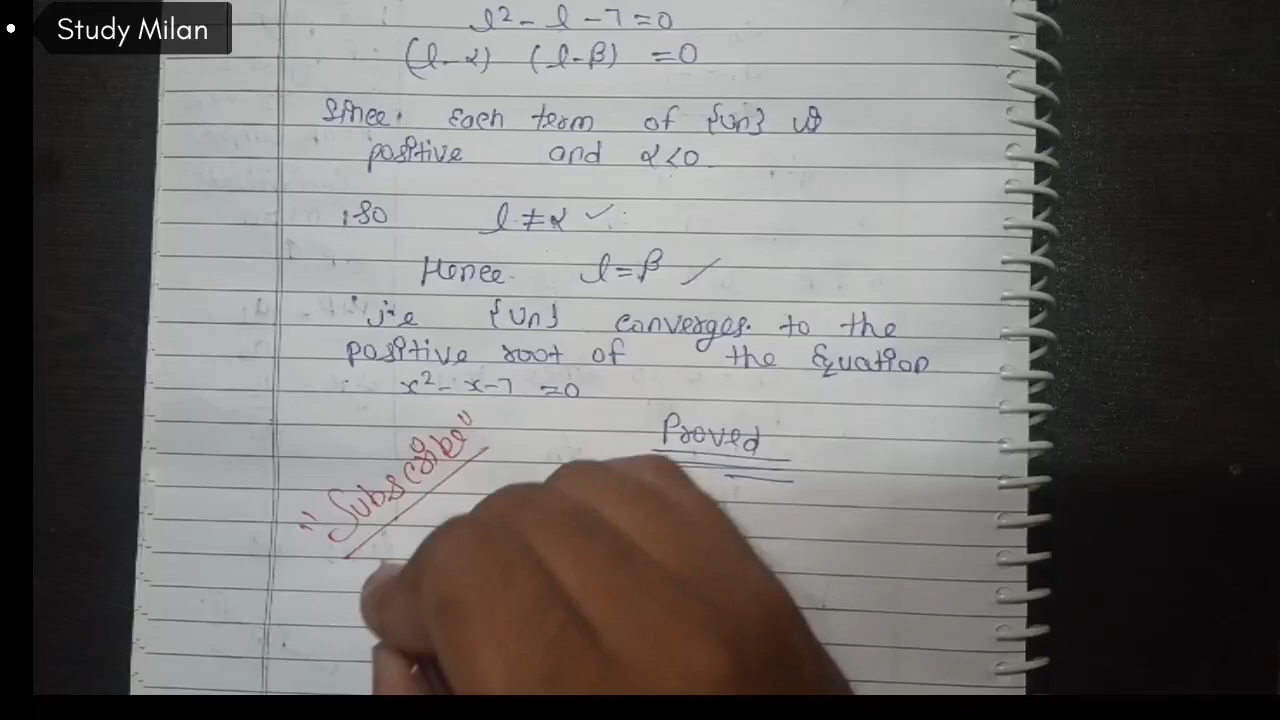 Study Milan
l² - l - 7 = 0
(l-α) (l-β) = 0
Since. Each term of {Un} is
positive and α<0
, so l ≠ α ✓
Hence l = β
i.e {Un} converges. to the
positive root of the Equation
x² - x - 7 = 0
Proved
"Subscribe"